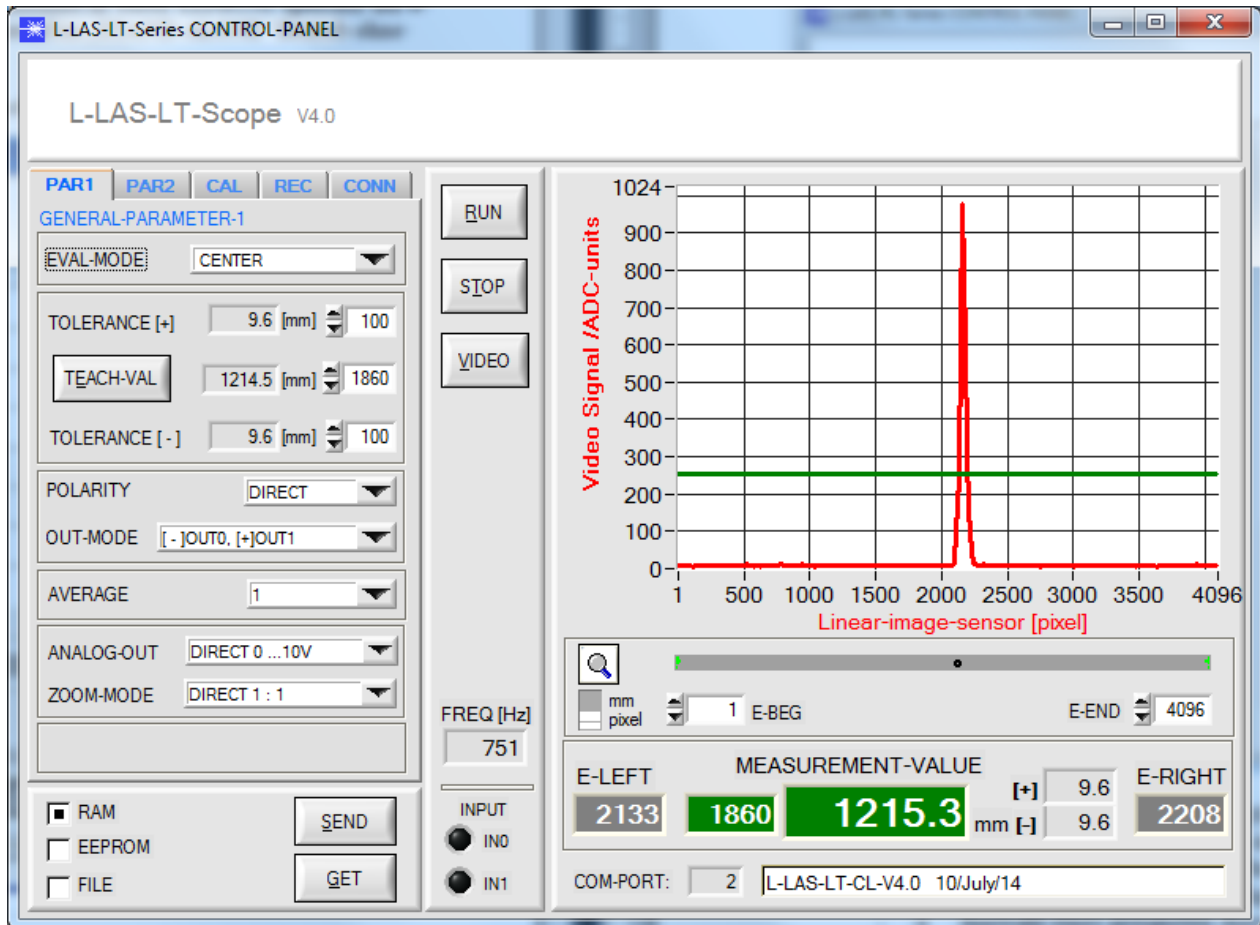 L-LAS-LT-Series CONTROL-PANEL
L-LAS-LT-Scope V4.0
PAR1 PAR2 CAL REC CONN
GENERAL-PARAMETER-1
EVAL-MODE CENTER
TOLERANCE [+] 9.6 [mm] 100
TEACH-VAL 1214.5 [mm] 1860
TOLERANCE [ - ] 9.6 [mm] 100
POLARITY DIRECT
OUT-MODE [ - ]OUT0, [+]OUT1
AVERAGE 1
ANALOG-OUT DIRECT 0 ...10V
ZOOM-MODE DIRECT 1 : 1
RAM
EEPROM
FILE
SEND
GET
RUN
STOP
VIDEO
FREQ [Hz]
751
INPUT
IN0
IN1
Video Signal /ADC-units
1024
900
800
700
600
500
400
300
200
100
0
1 500 1000 1500 2000 2500 3000 3500 4096
Linear-image-sensor [pixel]
mm
pixel
1 E-BEG
E-END 4096
E-LEFT MEASUREMENT-VALUE E-RIGHT
2133 1860 1215.3 mm [+] 9.6 [-] 9.6 2208
COM-PORT: 2 L-LAS-LT-CL-V4.0 10/July/14